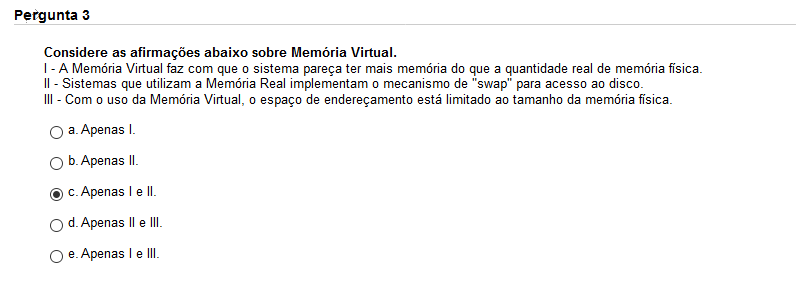 Pergunta 3
Considere as afirmações abaixo sobre Memória Virtual.
I - A Memória Virtual faz com que o sistema pareça ter mais memória do que a quantidade real de memória física.
II - Sistemas que utilizam a Memória Real implementam o mecanismo de "swap" para acesso ao disco.
III - Com o uso da Memória Virtual, o espaço de endereçamento está limitado ao tamanho da memória física.
a. Apenas I.
b. Apenas II.
c. Apenas I e II.
d. Apenas II e III.
e. Apenas I e III.